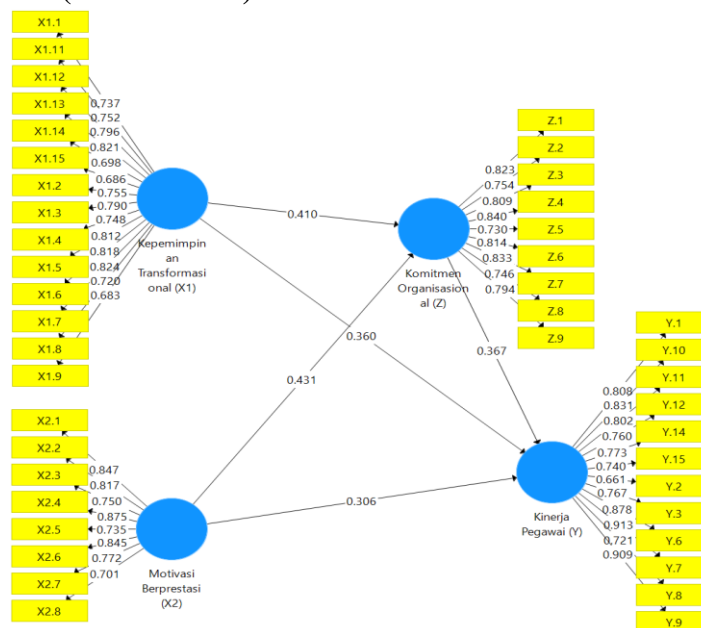 X1.1
X1.11
X1.12
X1.13
X1.14
X1.15
X1.2
X1.3
X1.4
X1.5
X1.6
X1.7
X1.8
X1.9
0.737
0.752
0.796
0.821
0.698
0.686
0.755
0.790
0.748
0.812
0.818
0.824
0.720
0.683
Kepemimpin
an
Transformasi
onal (X1)
0.410
0.360
0.431
0.367
0.306
Z.1
Z.2
Z.3
Z.4
Z.5
Z.6
Z.7
Z.8
Z.9
0.823
0.754
0.809
0.840
0.730
0.814
0.833
0.746
0.794
Komitmen
Organisasion
al (Z)
X2.1
X2.2
X2.3
X2.4
X2.5
X2.6
X2.7
X2.8
0.847
0.817
0.750
0.875
0.735
0.845
0.772
0.701
Motivasi
Berprestasi
(X2)
Y.1
Y.10
Y.11
Y.12
Y.14
Y.15
Y.2
Y.3
Y.6
Y.7
Y.8
Y.9
0.808
0.831
0.802
0.760
0.773
0.740
0.661
0.767
0.878
0.913
0.721
0.909
Kinerja
Pegawai (Y)